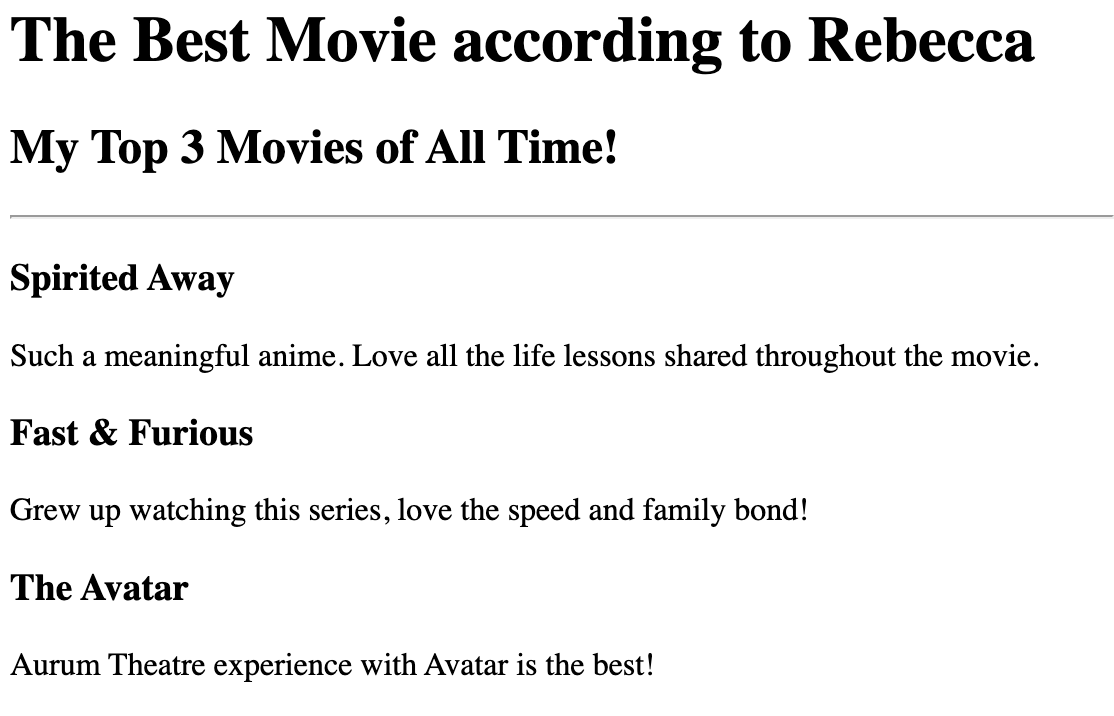 The Best Movie according to Rebecca
My Top 3 Movies of All Time!
Spirited Away
Such a meaningful anime. Love all the life lessons shared throughout the movie.
Fast & Furious
Grew up watching this series, love the speed and family bond!
The Avatar
Aurum Theatre experience with Avatar is the best!